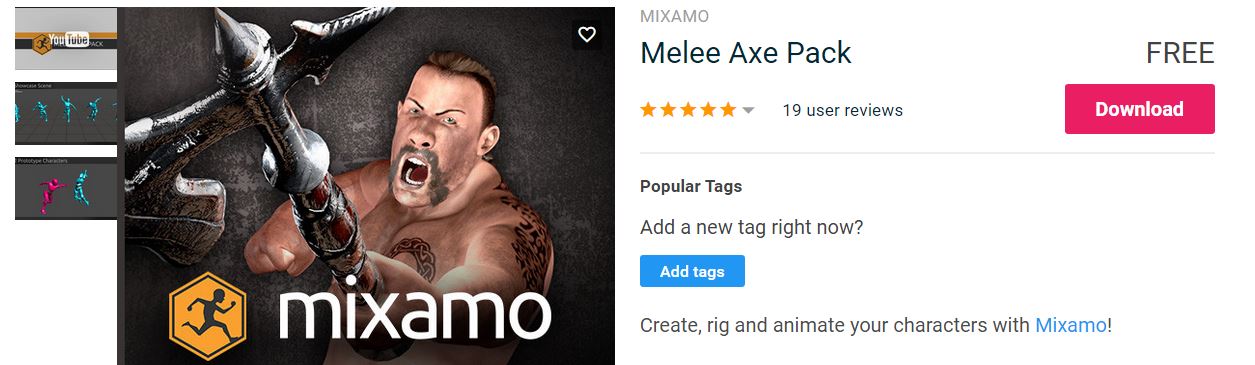 YouTube PACK
Showcase Scene
Prototype Characters
mixamo
MIXAMO
Melee Axe Pack
FREE
19 user reviews
Download
Popular Tags
Add a new tag right now?
Add tags
Create, rig and animate your characters with Mixamo!